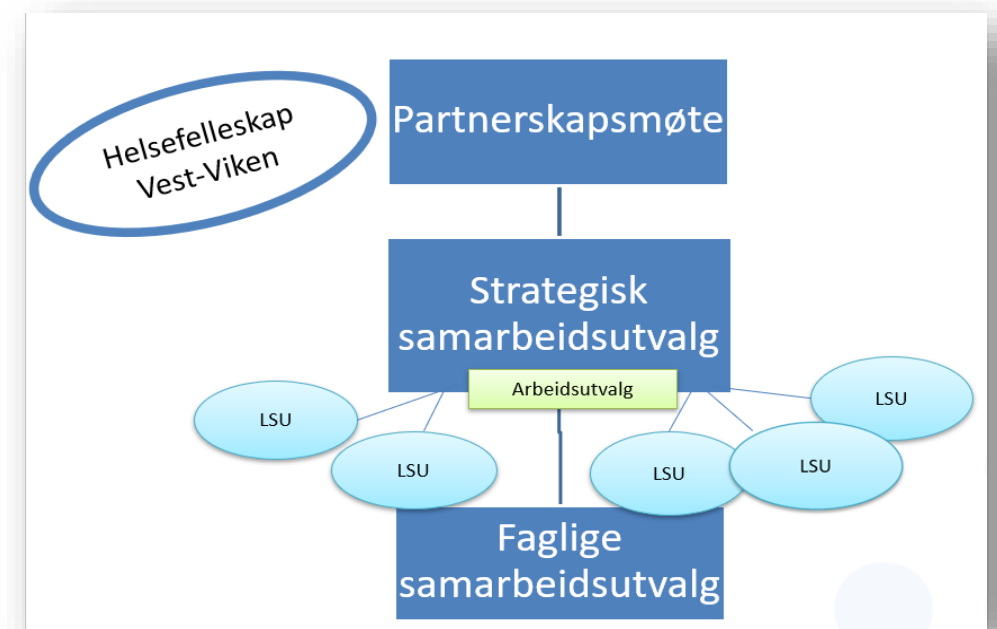 Helsefelleskap
Vest-Viken
Partnerskapsmøte
Strategisk
samarbeidsutvalg
Arbeidsutvalg
LSU
LSU
LSU
LSU
LSU
Faglige
samarbeidsutvalg